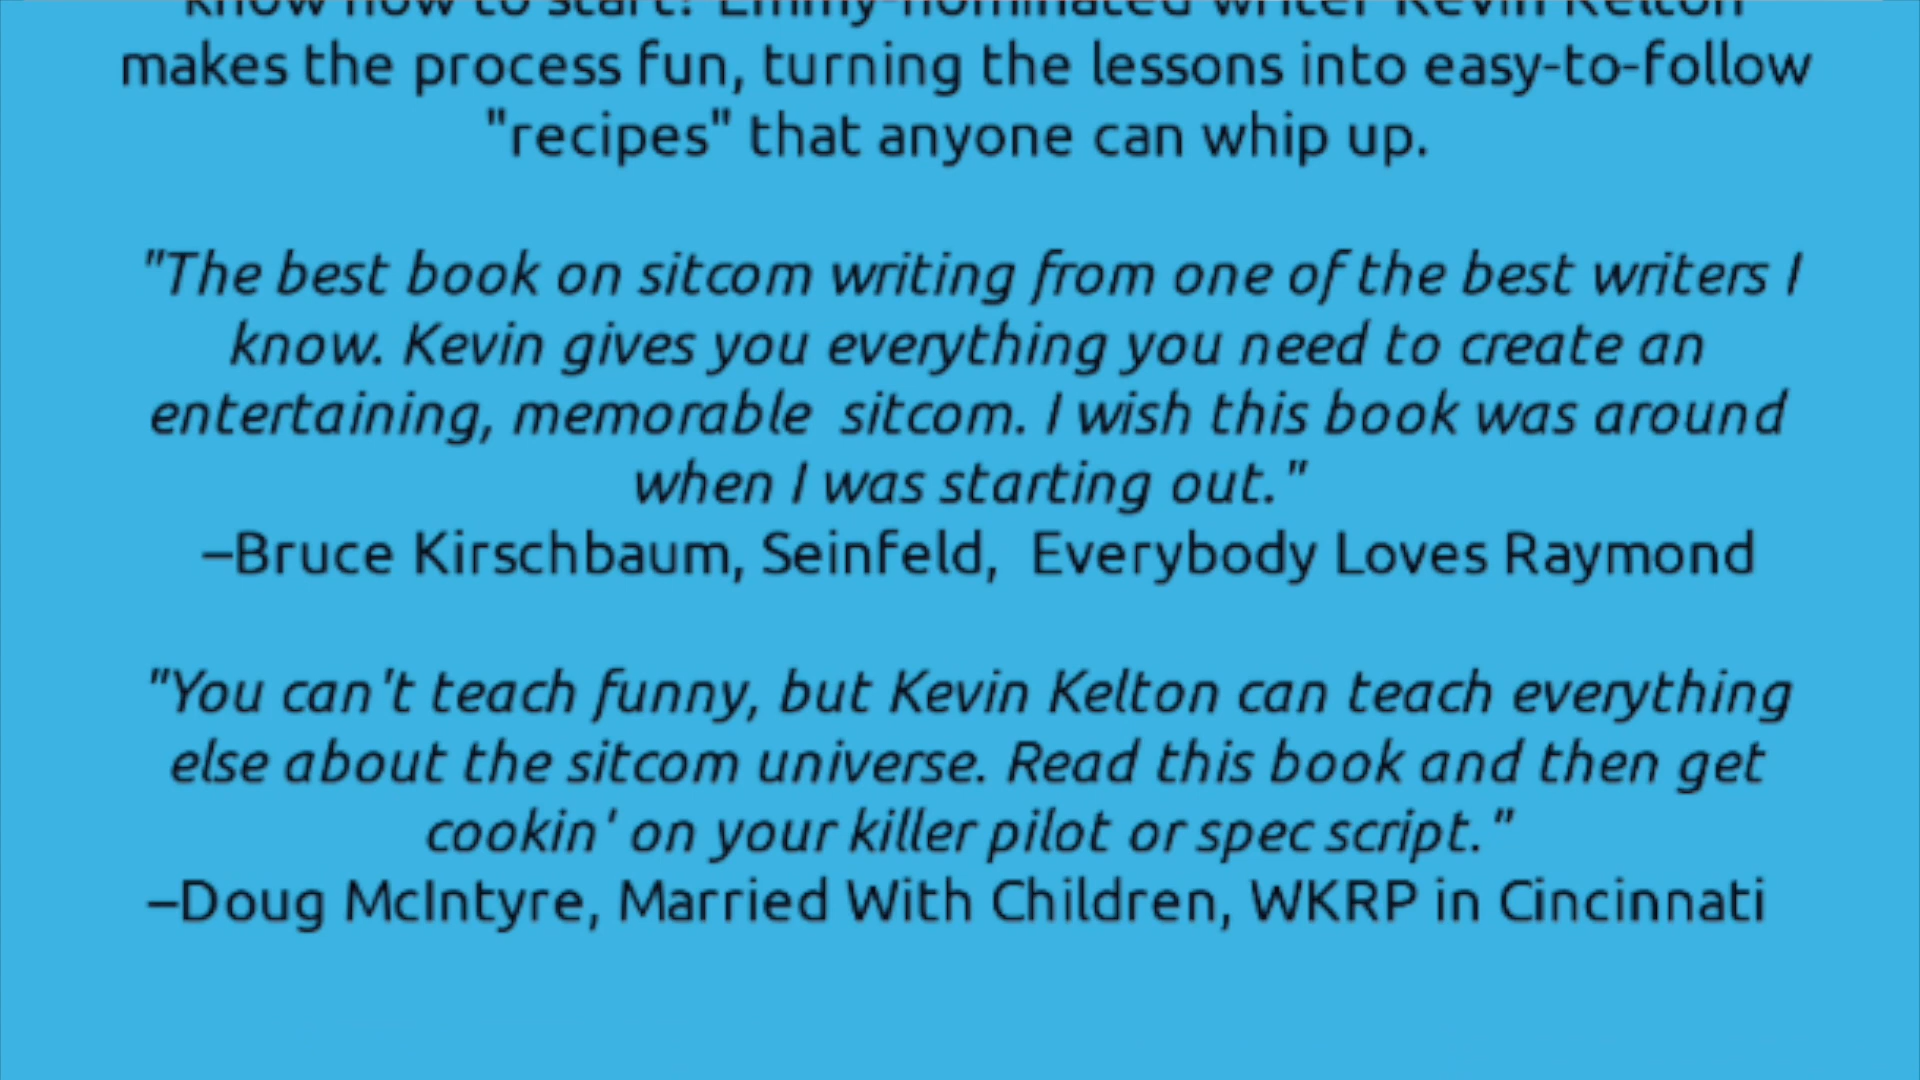 know how to start? Emmy-nominated writer Kevin Kelton
makes the process fun, turning the lessons into easy-to-follow
"recipes" that anyone can whip up.
"The best book on sitcom writing from one of the best writers I
know. Kevin gives you everything you need to create an
entertaining, memorable  sitcom. I wish this book was around
when I was starting out."
–Bruce Kirschbaum, Seinfeld,  Everybody Loves Raymond
"You can't teach funny, but Kevin Kelton can teach everything
else about the sitcom universe. Read this book and then get
cookin' on your killer pilot or spec script."
–Doug McIntyre, Married With Children, WKRP in Cincinnati